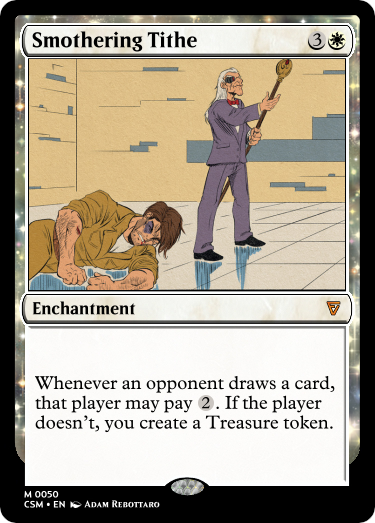 Smothering Tithe 3
Enchantment
Whenever an opponent draws a card,
that player may pay 2. If the player
doesn't, you create a Treasure token.
M 0050
CSM • EN Adam Rebottaro